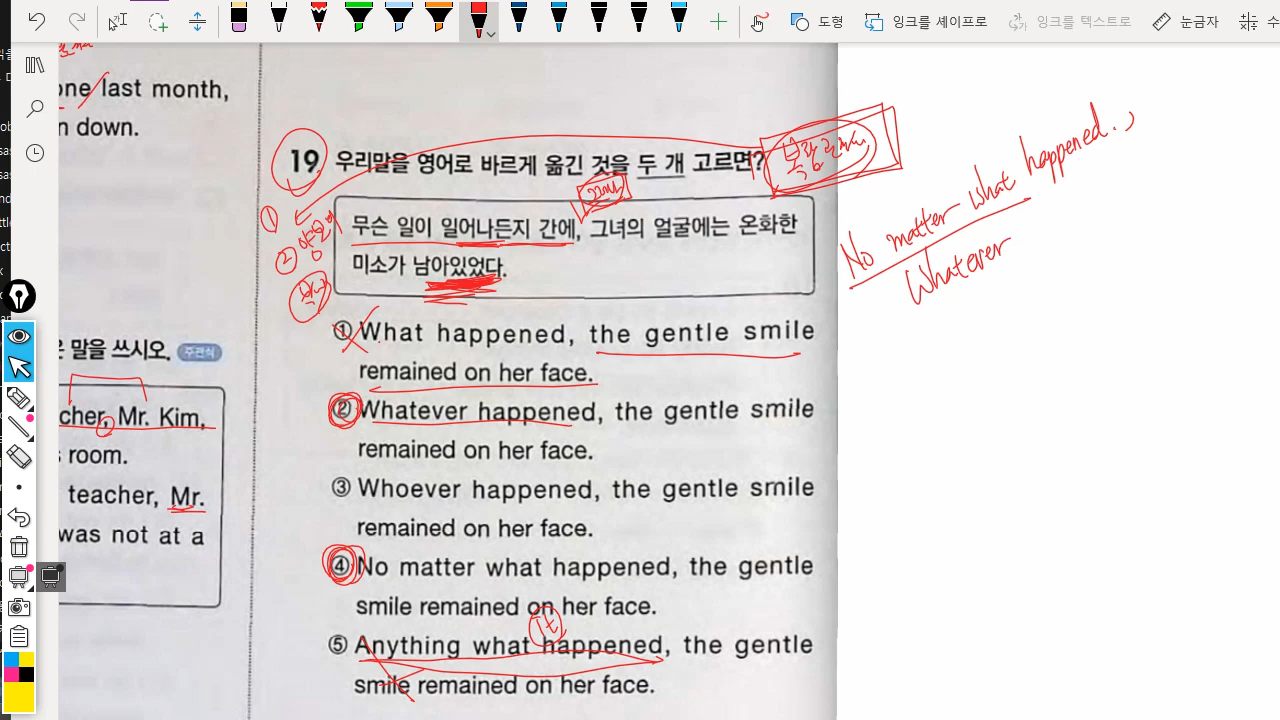 도형
잉크를 셰이프로
잉크를 텍스트로
눈금자
one last month,
n down.
말을 쓰시오. 주관식
cher, Mr. Kim,
s room.
teacher, Mr.
was not at a
19 우리말을 영어로 바르게 옮긴 것을 두 개 고르면?
무슨 일이 일어나든지 간에, 그녀의 얼굴에는 온화한
미소가 남아있었다.
① What happened, the gentle smile
remained on her face.
② Whatever happened, the gentle smile
remained on her face.
③ Whoever happened, the gentle smile
remained on her face.
④ No matter what happened, the gentle
smile remained on her face.
It
⑤ Anything what happened, the gentle
smile remained on her face.
①
②
No matter what happened.,
Whatever